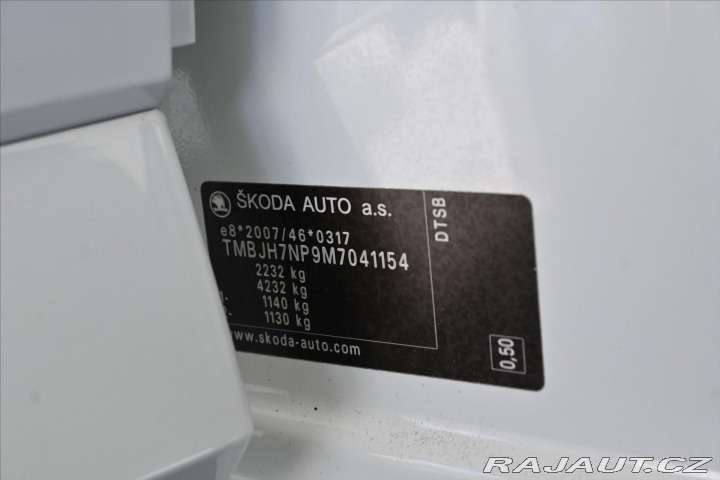 ŠKODA AUTO a.s.
e8*2007/46*0317
TMBJH7NP9M7041154
2232 kg
4232 kg
1140 kg
1130 kg
www.skoda-auto.com
DTSB
0,50
RAJAUT.CZ